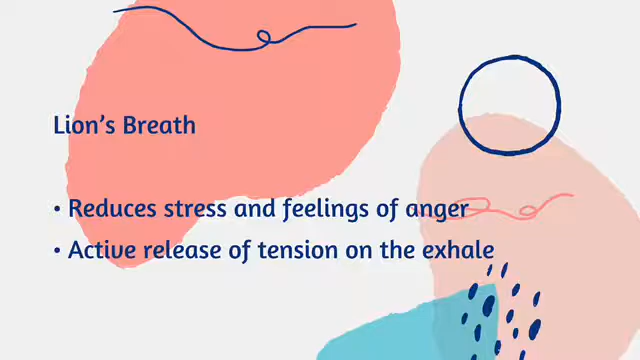 Lion’s Breath
• Reduces stress and feelings of anger
• Active release of tension on the exhale